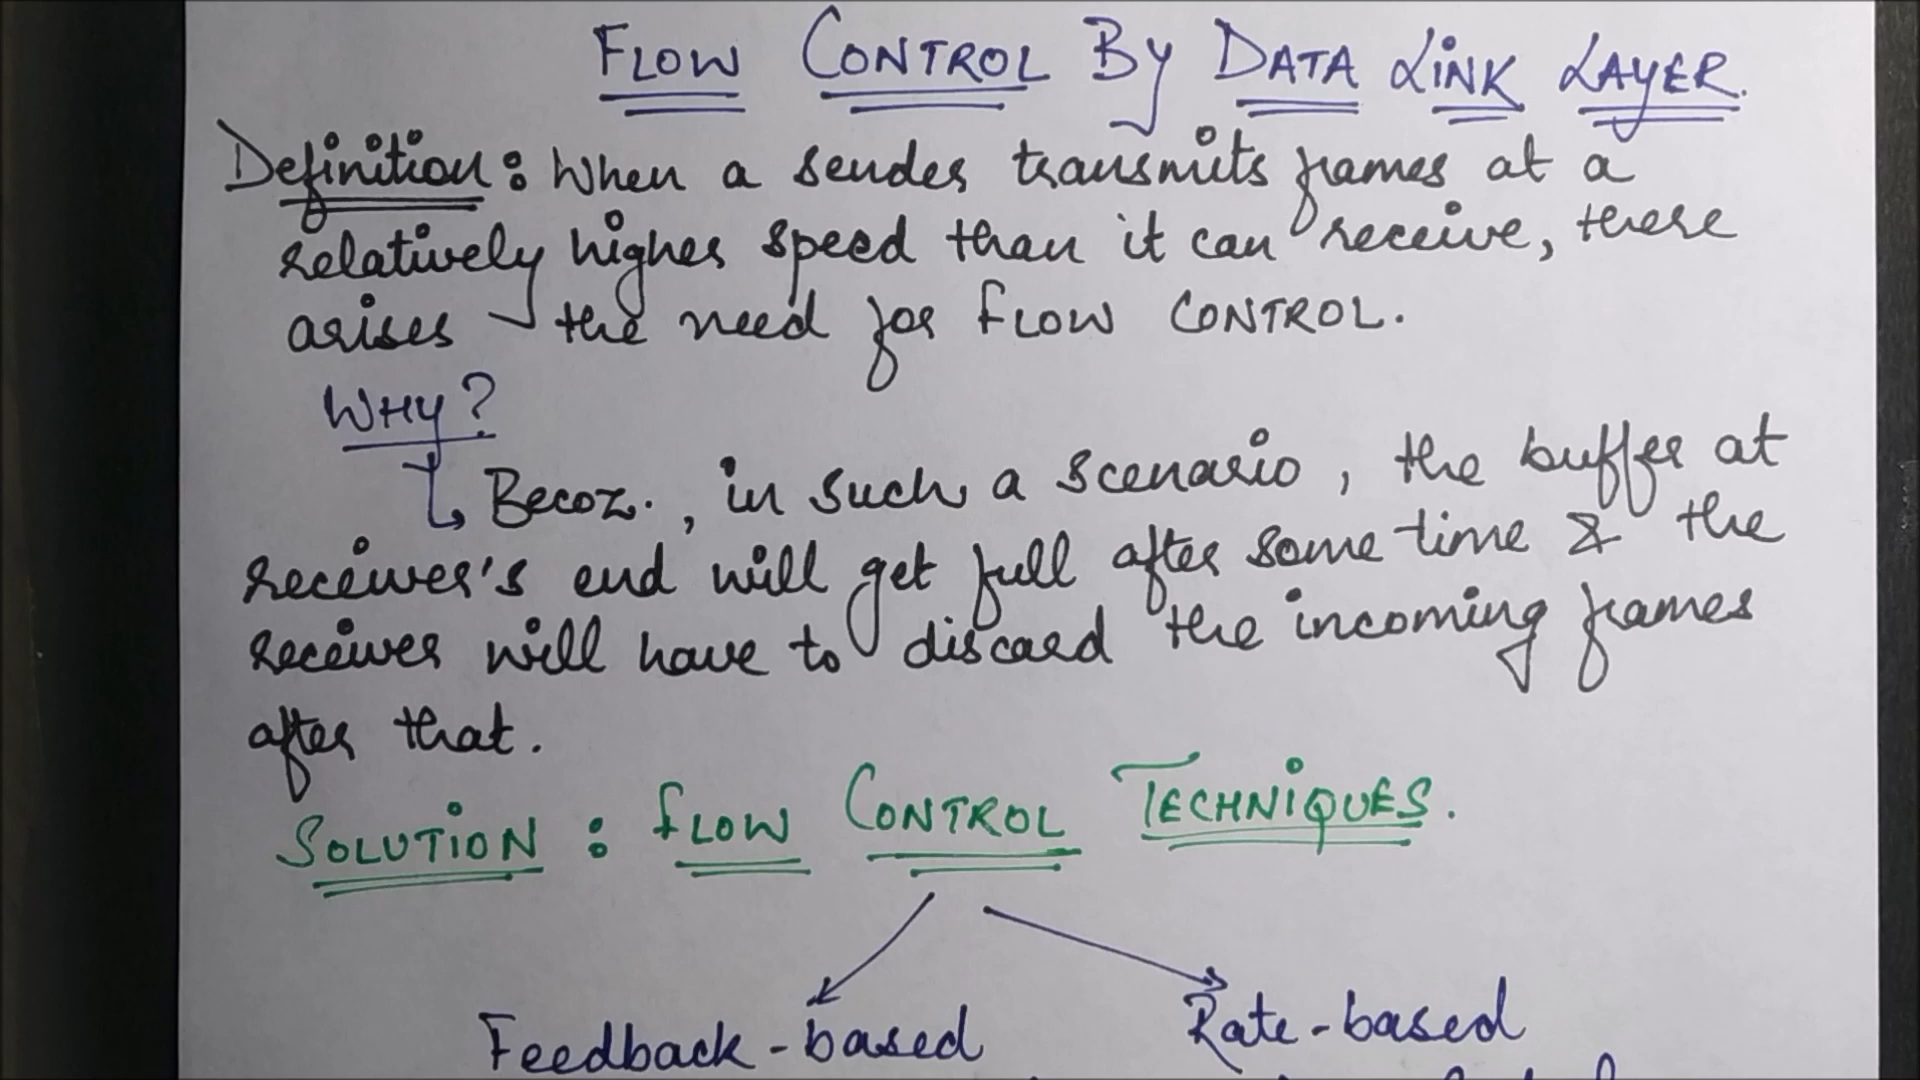 FLOW CONTROL By DATA LINK LAYER.
Definition: When a sender transmits frames at a
relatively higher speed than it can receive, there
arises the need for FLOW CONTROL.
WHY?
Becoz., in such a scenario, the buffer at
receiver's end will get full after some time & the
receiver will have to discard the incoming frames
after that.
SOLUTION: FLOW CONTROL TECHNIQUES.
Feedback-based Rate-based